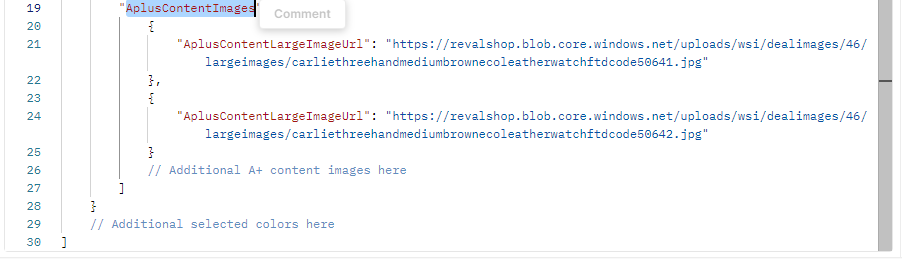 19 "AplusContentImages"
Comment
20 {
21 "AplusContentLargeImageUrl": "https://revalshop.blob.core.windows.net/uploads/wsi/dealimages/46/
largeimages/carliethreehandmediumbrownecoleatherwatchftdcode50641.jpg"
22 },
23 {
24 "AplusContentLargeImageUrl": "https://revalshop.blob.core.windows.net/uploads/wsi/dealimages/46/
largeimages/carliethreehandmediumbrownecoleatherwatchftdcode50642.jpg"
25 }
26 // Additional A+ content images here
27 ]
28 }
29 // Additional selected colors here
30 ]